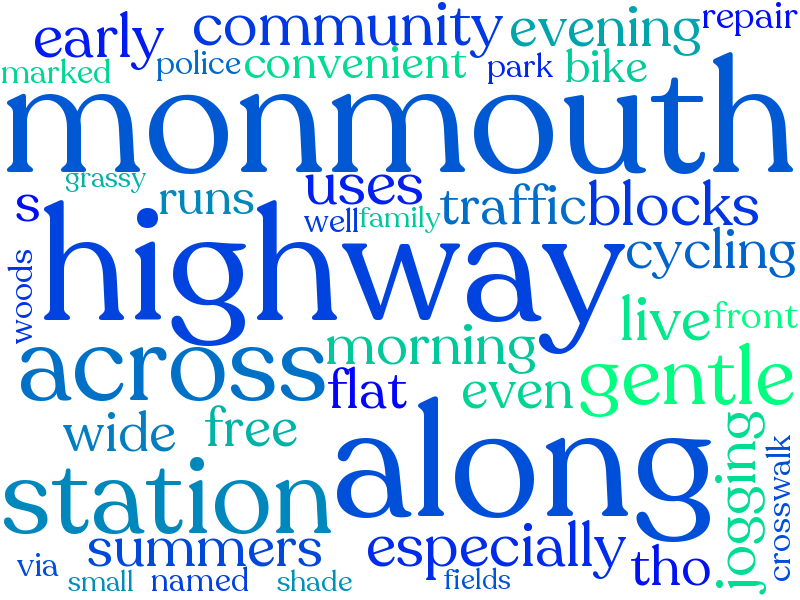 early community evening repair
marked police convenient park bike
monmouth
grassy runs uses traffic blocks
s well family
woods highway cycling
live front
across morning
flat even gentle
wide free
along jogging
station crosswalk
summers especially tho
via small named shade fields